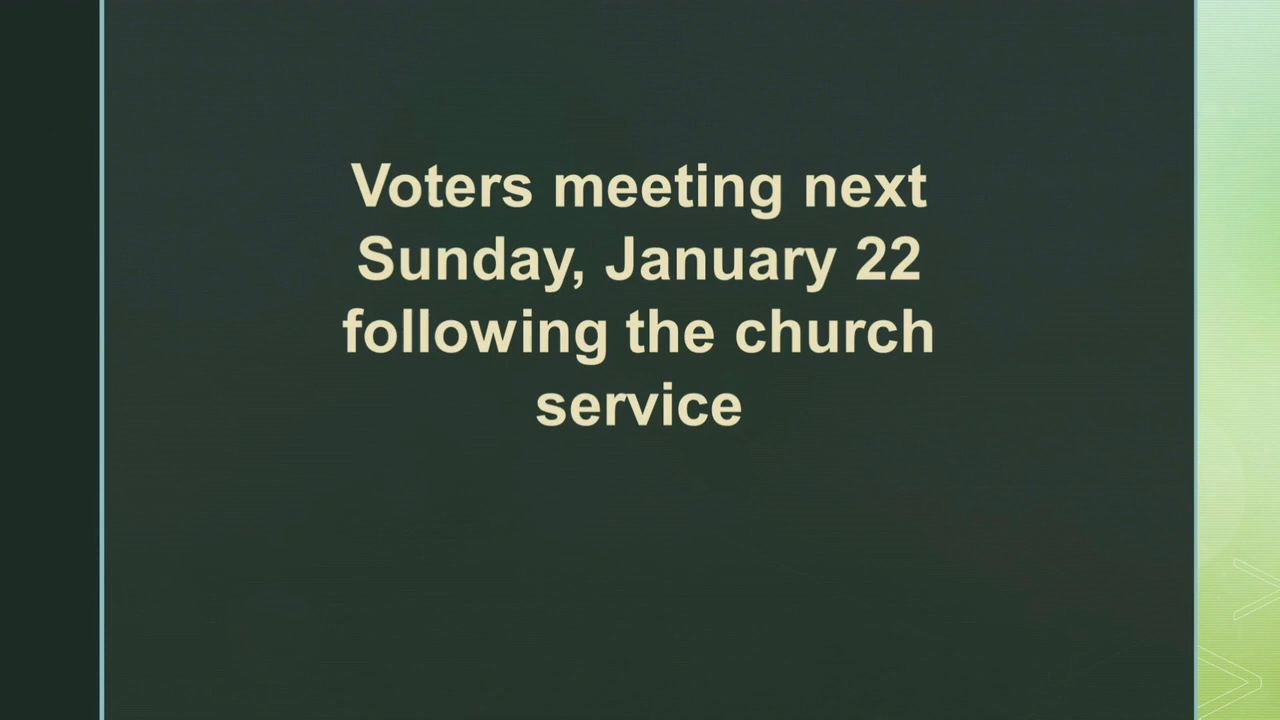 Voters meeting next
Sunday, January 22
following the church
service